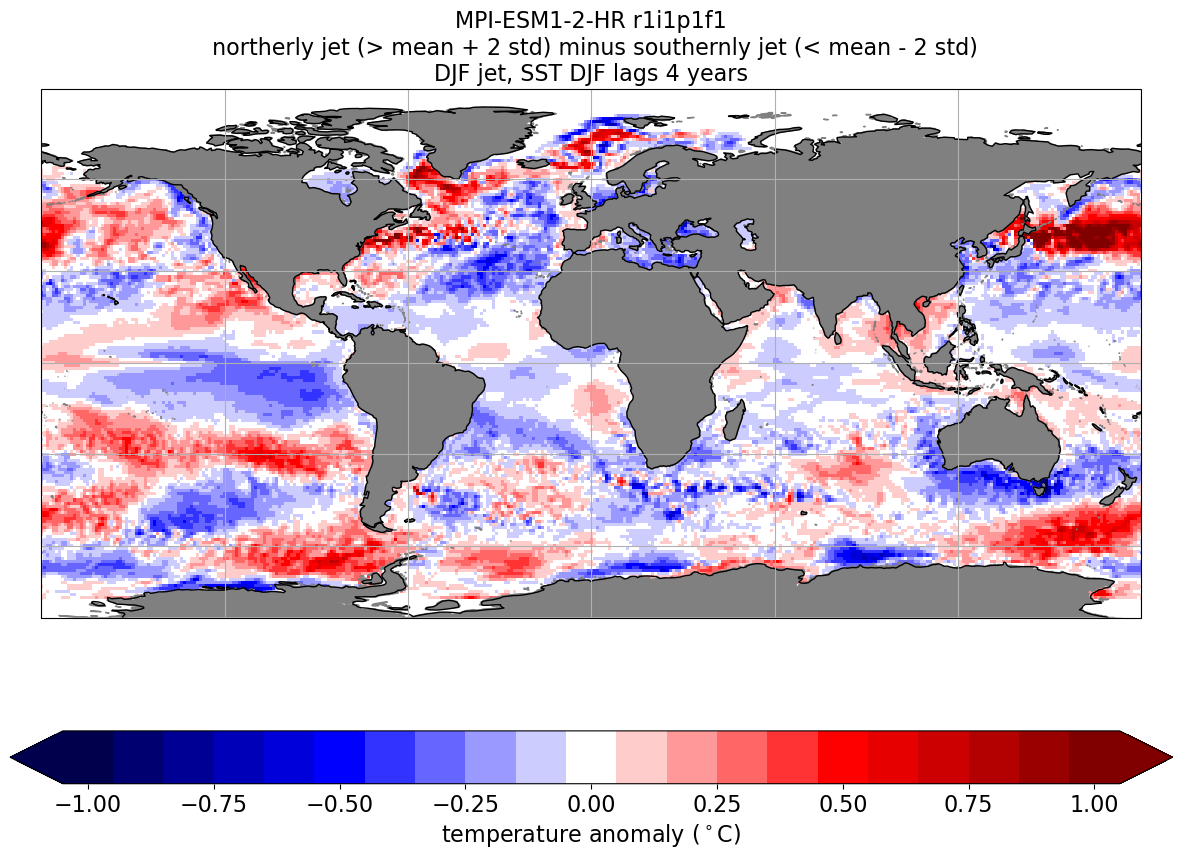 MPI-ESM1-2-HR r1i1p1f1
northerly jet (> mean + 2 std) minus southernly jet (< mean - 2 std)
DJF jet, SST DJF lags 4 years
−1.00 −0.75 −0.50 −0.25 0.00 0.25 0.50 0.75 1.00
temperature anomaly (°C)